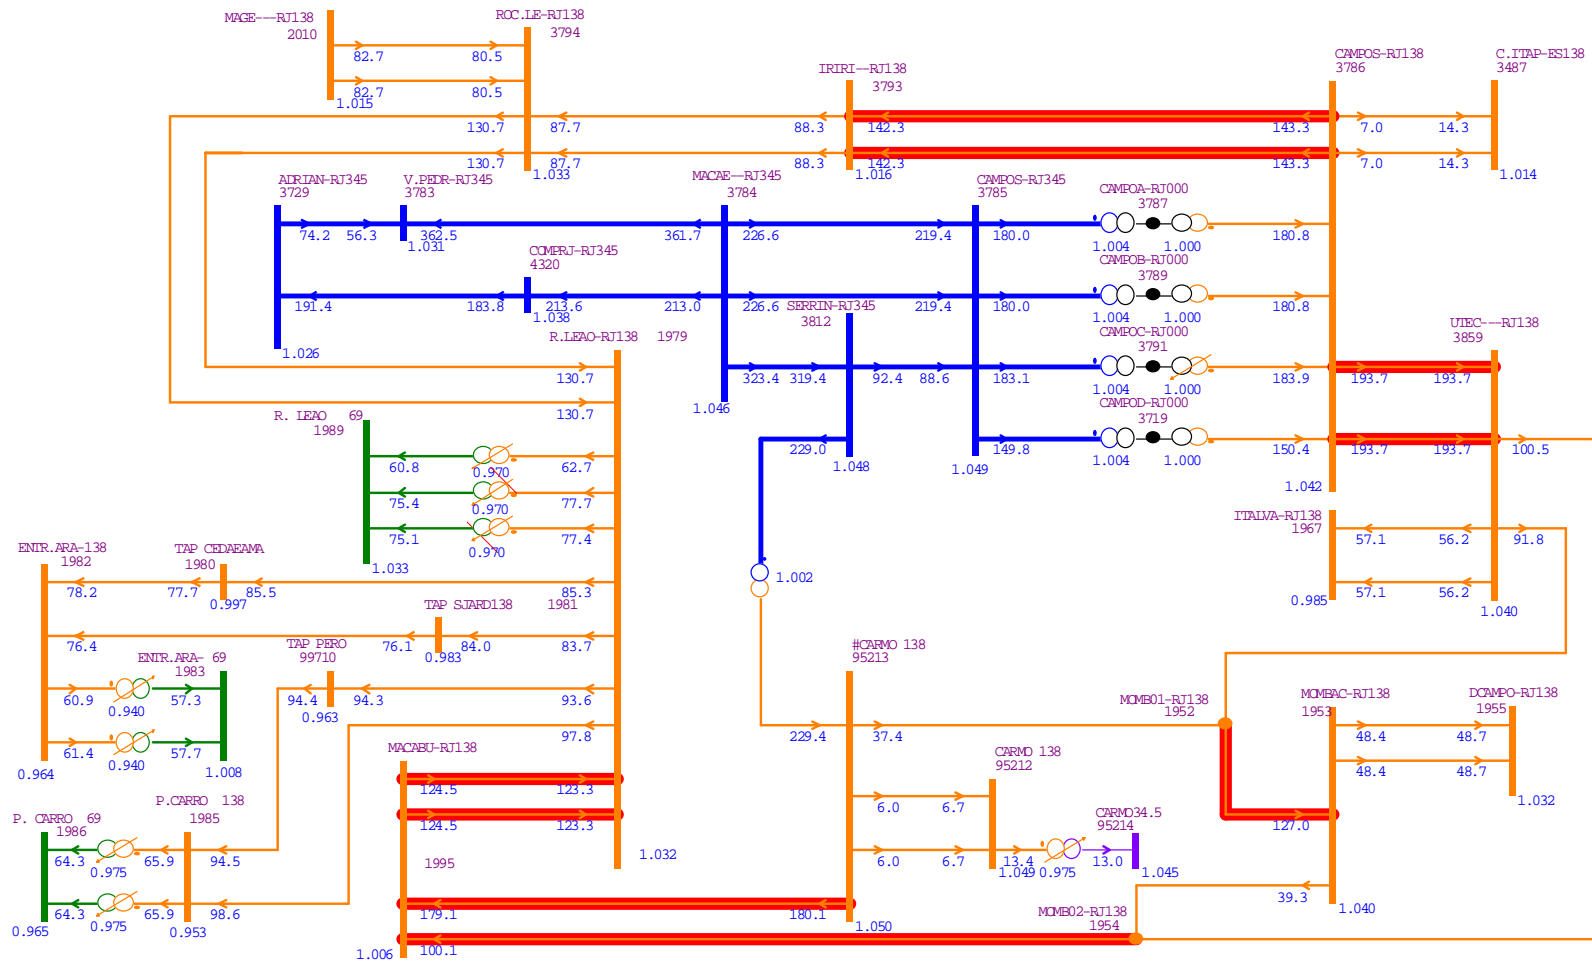 MAGE---RJ138
2010
ROC.LE-RJ138
3794
82.7 80.5
82.7 80.5
1.015
IRIRI--RJ138
3793
CAMPOS-RJ138
3786
C.ITAP-ES138
3487
130.7 87.7 88.3 142.3 143.3 7.0 14.3
130.7 87.7 88.3 142.3 143.3 7.0 14.3
1.033 1.016 1.014
ADRIAN-RJ345
3729
V.PEDR-RJ345
3783
MACAE--RJ345
3784
CAMPOS-RJ345
3785
CAMPOA-RJ000
3787
74.2 56.3 362.5 361.7 226.6 219.4 180.0 180.8
1.031 1.004 1.000
COMPRJ-RJ345
4320
CAMPOB-RJ000
3789
191.4 183.8 213.6 213.0 226.6 219.4 180.0 180.8
1.038 1.004 1.000
SERRIN-RJ345
3812
R.LEAO-RJ138 1979
CAMPOC-RJ000
3791
UTEC---RJ138
3859
1.026
130.7 323.4 319.4 92.4 88.6 183.1 183.9 193.7 193.7
1.004 1.000
1.046
130.7
R. LEAO 69
1989
CAMPOD-RJ000
3719
229.0 149.8 150.4 193.7 193.7 100.5
1.004 1.000
1.048 1.049
60.8 0.970 62.7
1.042
75.4 0.970 77.7
ITALVA-RJ138
1967
75.1 0.970 77.4
57.1 56.2 91.8
1.033
ENTR.ARA-138
1982
TAP CEDAEAMA
1980
78.2 77.7 85.5 85.3
1.002
57.1 56.2
0.997 0.985 1.040
TAP SJARD138 1981
76.4 76.1 84.0 83.7
0.983
TAP PERO
99710
#CARMO 138
95213
ENTR.ARA- 69
1983
60.9 57.3 94.4 94.3 93.6
0.940 0.963
MOMB01-RJ138
1952
MOMBAC-RJ138
1953
DCAMPO-RJ138
1955
97.8 229.4 37.4 48.4 48.7
61.4 57.7
0.940
0.964 1.008
MACABU-RJ138
CARMO 138
95212
48.4 48.7
124.5 123.3
1.032
P.CARRO 138
1985
P. CARRO 69
1986
6.0 6.7
CARMO34.5
95214
124.5 123.3 127.0
64.3 65.9 94.5
0.975
1995
1.032
6.0 6.7 13.4 13.0
1.049 0.975 1.045
64.3 65.9 98.6 179.1 180.1 39.3
0.975
0.965 0.953 1.050 1.040
MOMB02-RJ138
1954
1.006 100.1